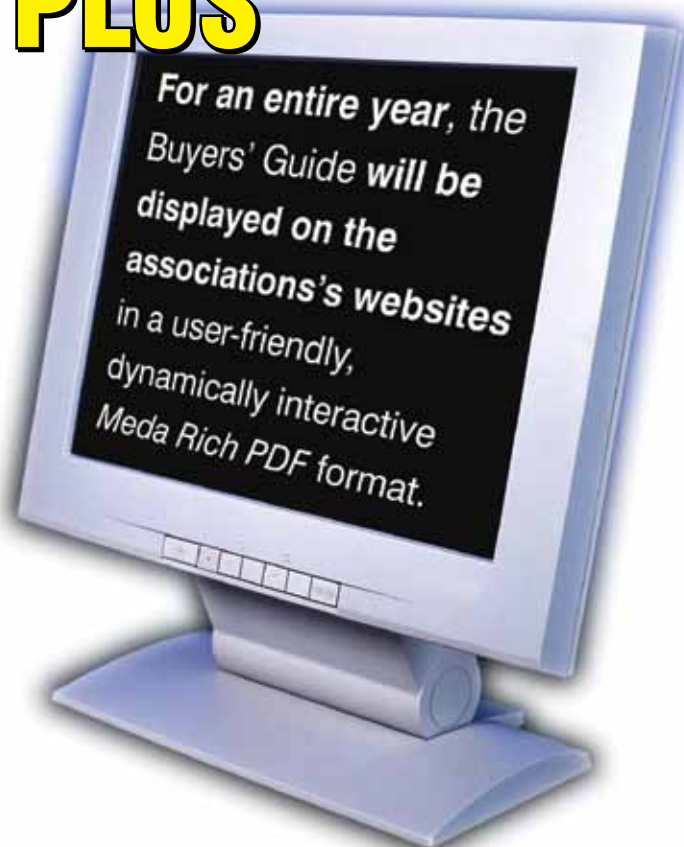 PLUS
For an entire year, the
Buyers' Guide will be
displayed on the
associations's websites
in a user-friendly,
dynamically interactive
Meda Rich PDF format.